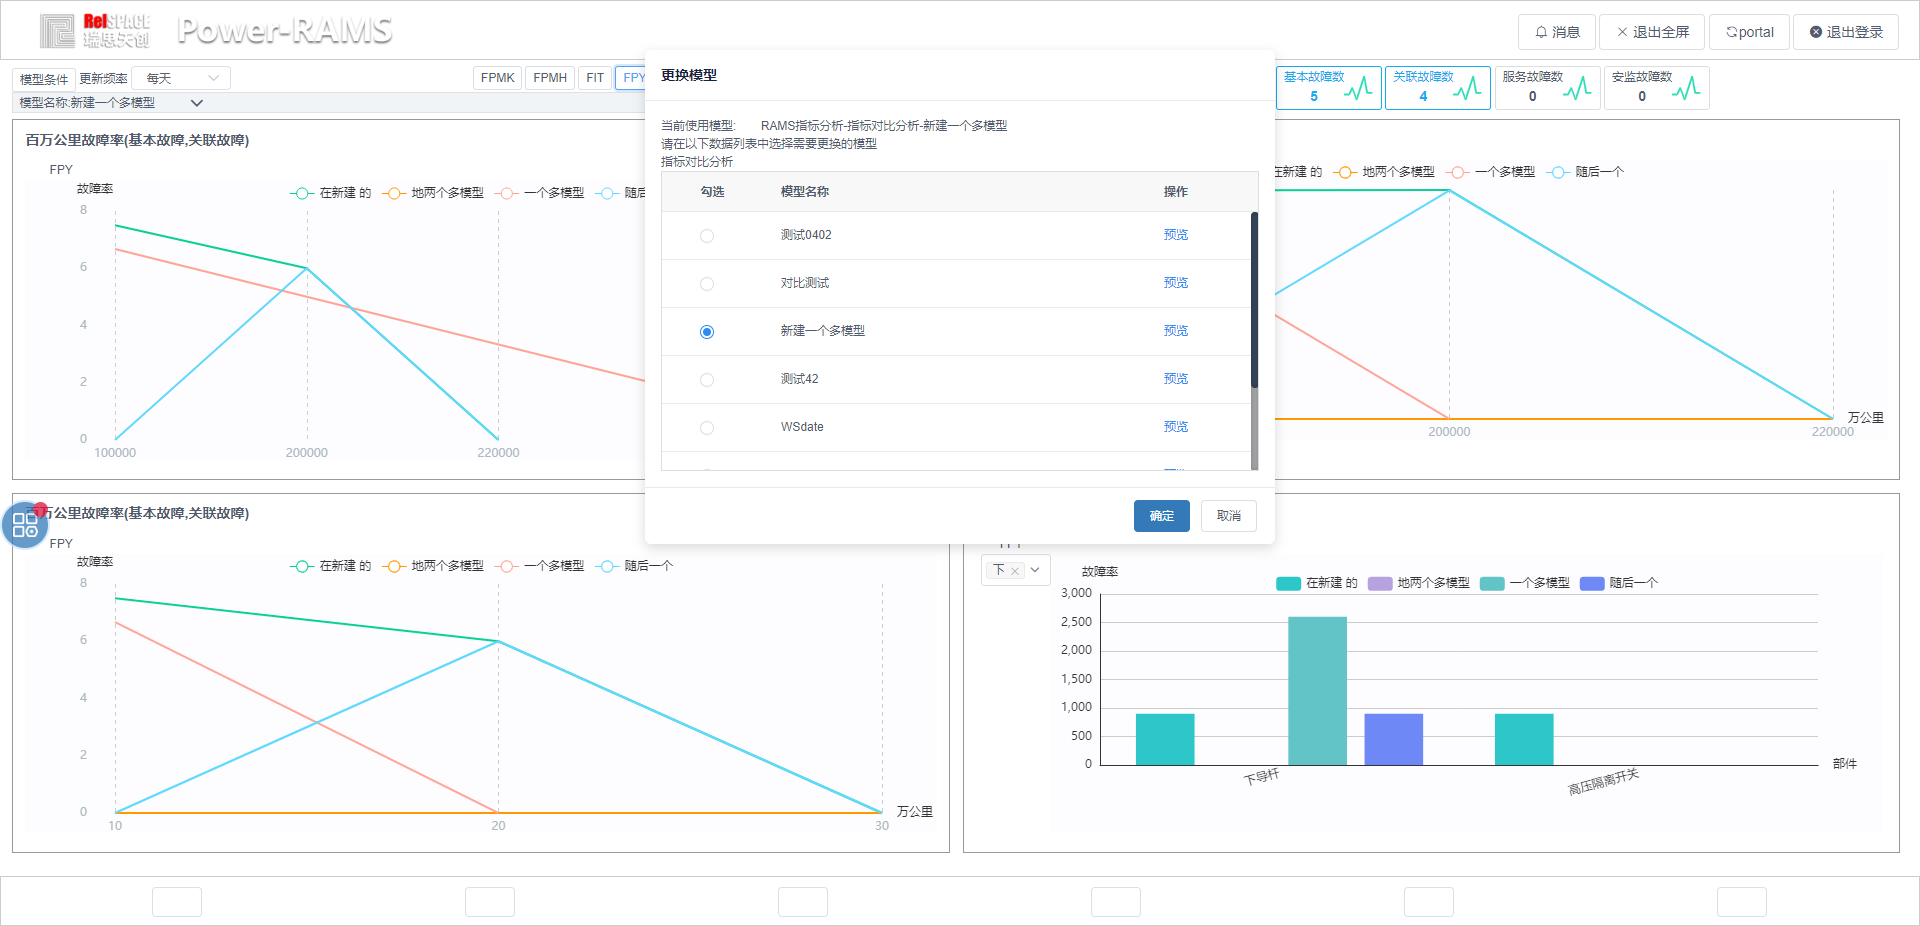 RelSPACE
瑞思天创
Power-RAMS
消息
退出全屏
portal
退出登录
模型条件
更新频率
每天
FPMK
FPMH
FIT
FPY
模型名称:新建一个多模型
基本故障数
5
关联故障数
4
服务故障数
0
安监故障数
0
更换模型
当前使用模型: RAMS指标分析-指标对比分析-新建一个多模型
请在以下数据列表中选择需要更换的模型
指标对比分析
勾选 模型名称 操作
测试0402 预览
对比测试 预览
新建一个多模型 预览
测试42 预览
WSdate 预览
确定
取消
百万公里故障率(基本故障,关联故障)
FPY
故障率
在新建 的
地两个多模型
一个多模型
随后
8
6
4
2
0
100000
200000
220000
在新建 的
地两个多模型
一个多模型
随后一个
万公里
200000
220000
百万公里故障率(基本故障,关联故障)
FPY
故障率
在新建 的
地两个多模型
一个多模型
随后一个
8
6
4
2
0
10
20
30
万公里
下
故障率
在新建 的
地两个多模型
一个多模型
随后一个
3,000
2,500
2,000
1,500
1,000
500
0
下导杆
高压隔离开关
部件